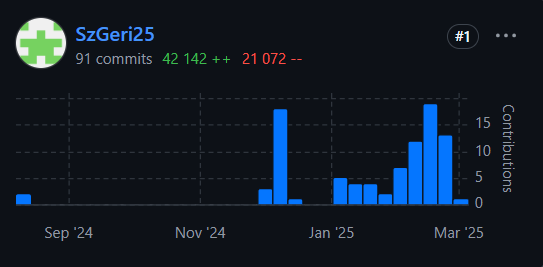 SzGeri25
#1
91 commits 42 142 ++ 21 072 --
15
10
5
0
Contributions
Sep '24 Nov '24 Jan '25 Mar '25